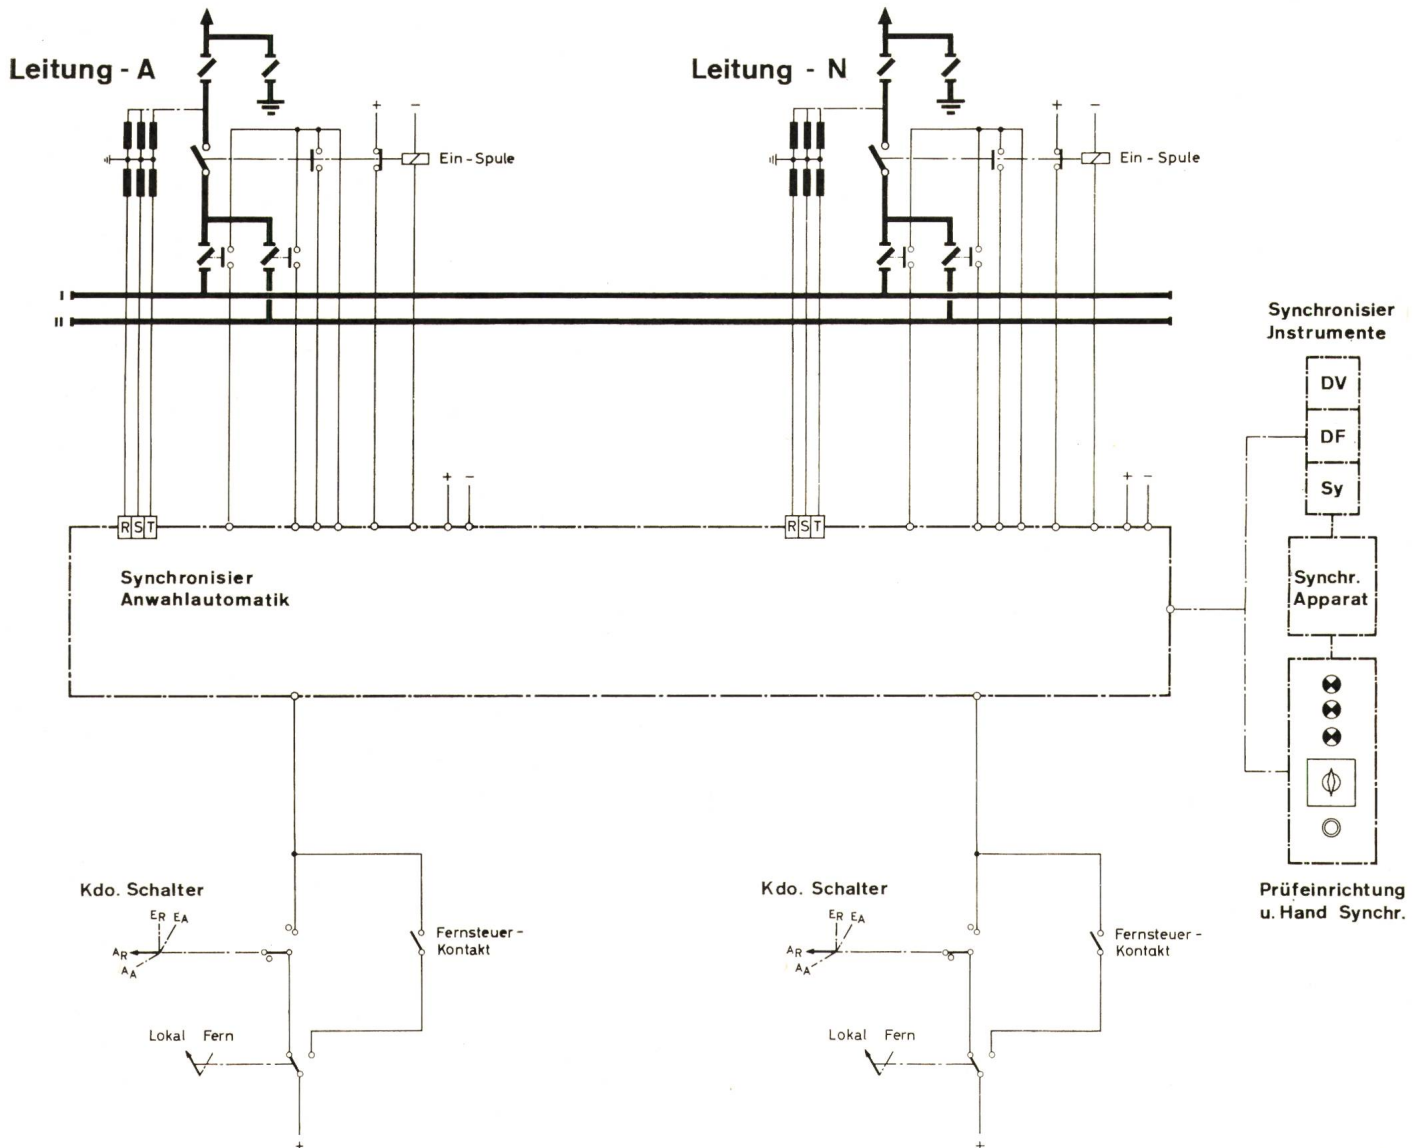 Leitung - A
Leitung - N
+ -
+ -
Ein - Spule
Ein - Spule
I
II
Synchronisier
Jnstrumente
DV
DF
Sy
+ -
+ -
R S T
R S T
Synchronisier
Anwahlautomatik
Synchr.
Apparat
Prüfeinrichtung
u. Hand Synchr.
Kdo. Schalter
ER EA
AR
AA
Fernsteuer -
Kontakt
Lokal Fern
+
Kdo. Schalter
ER EA
AR
AA
Fernsteuer -
Kontakt
Lokal Fern
+